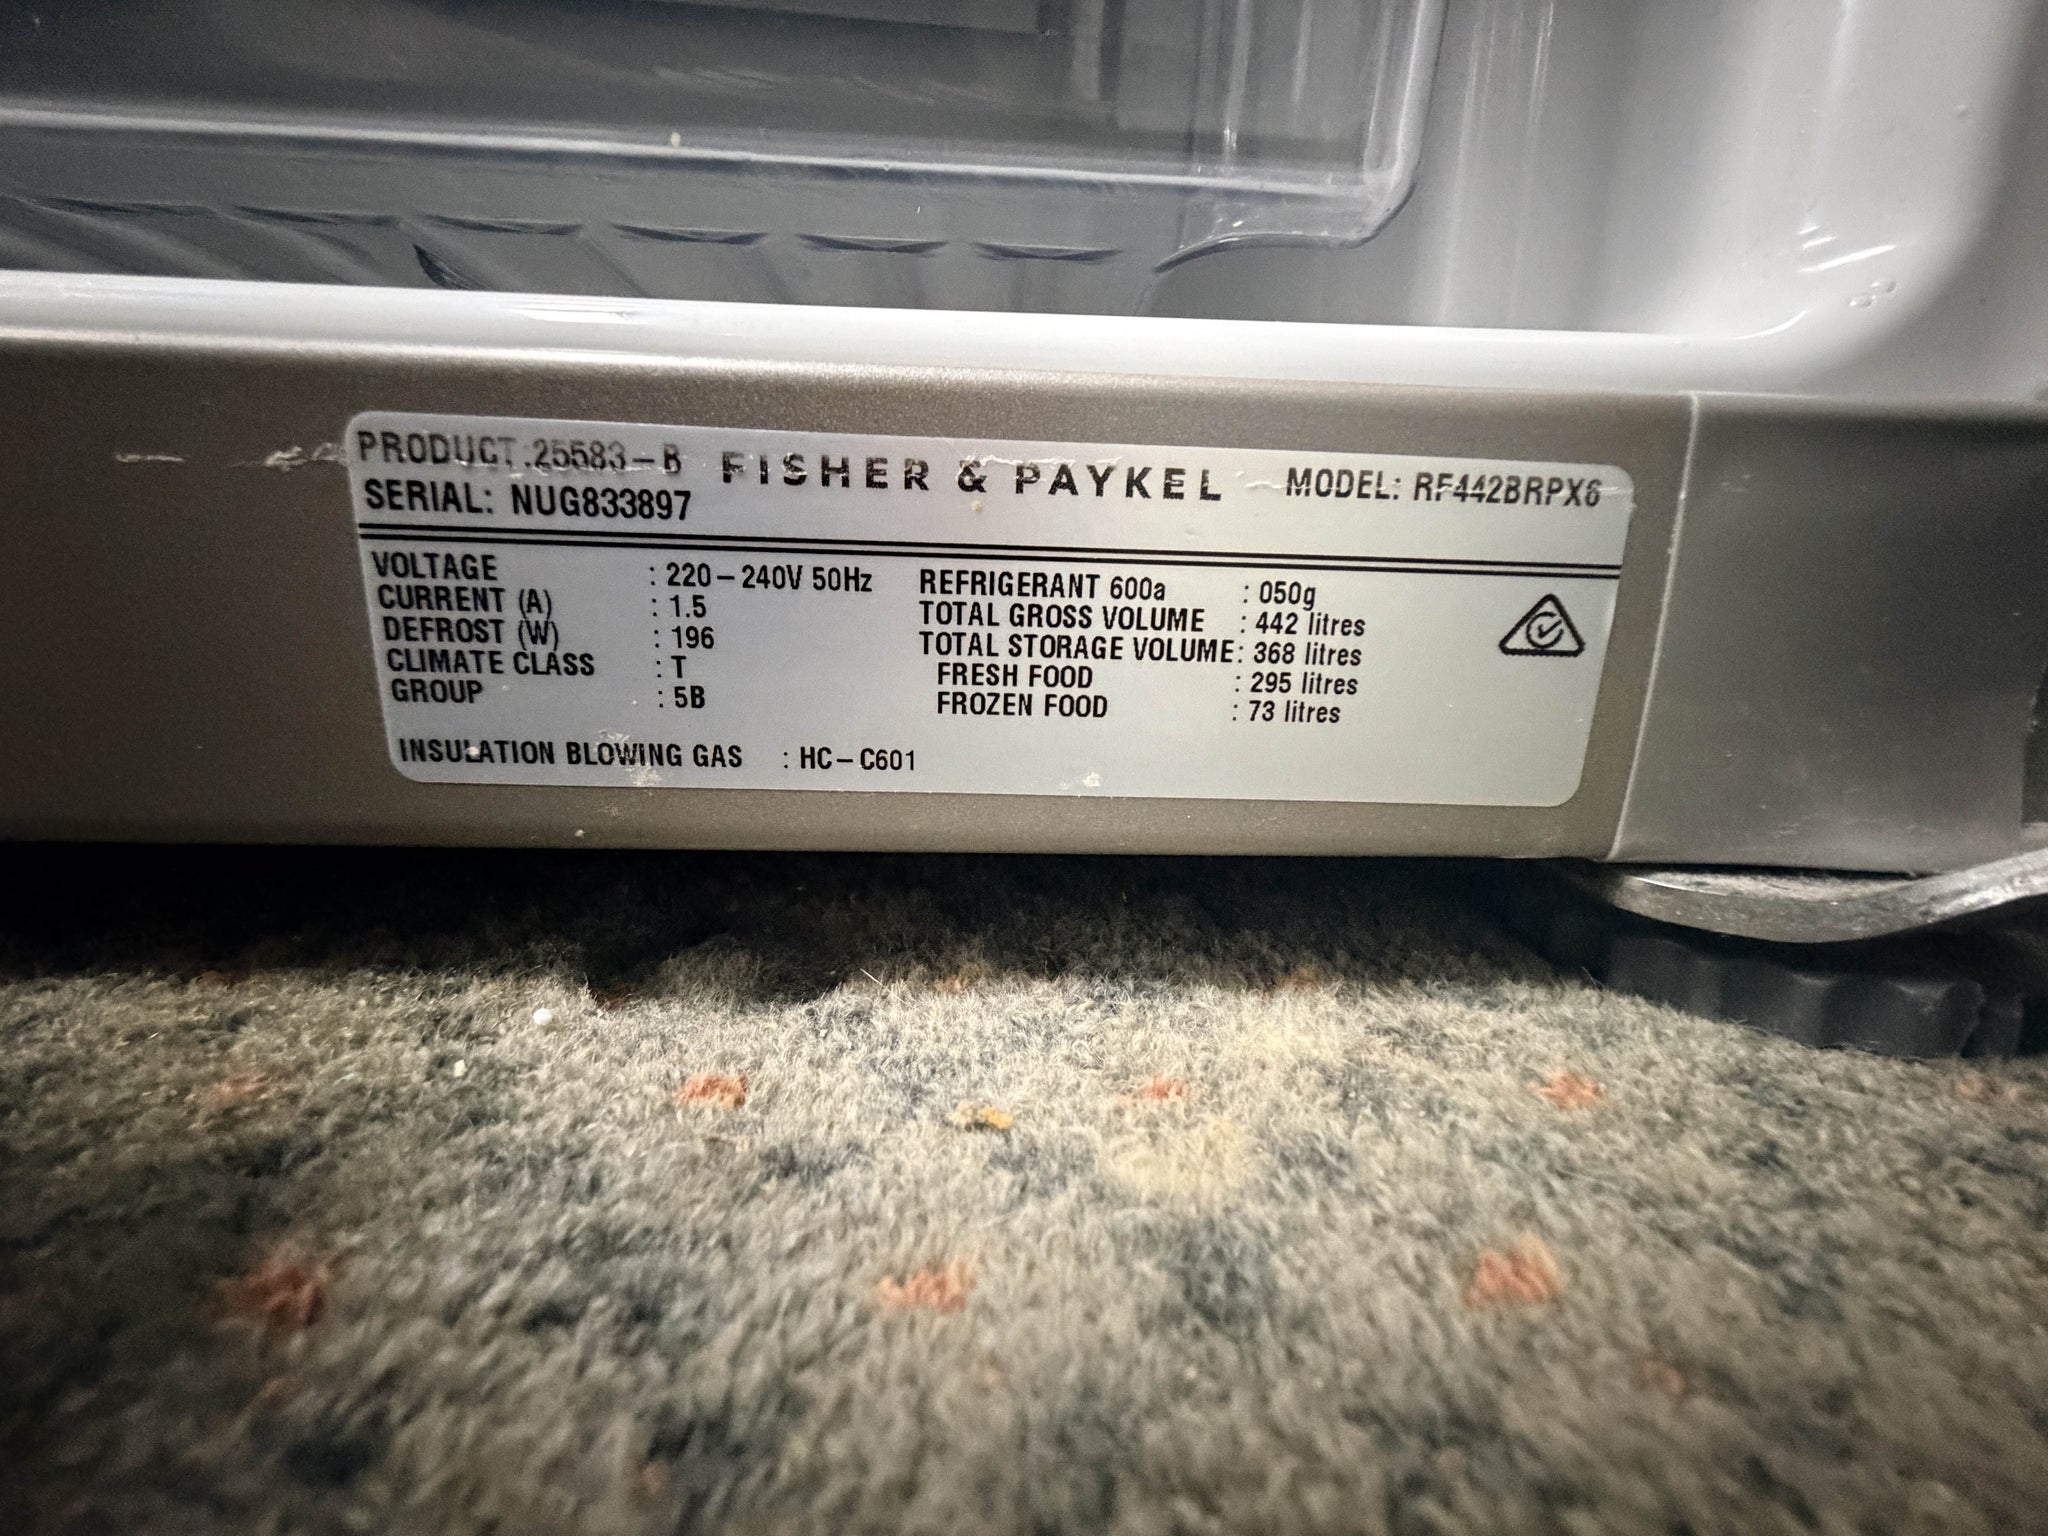 PRODUCT:25583-B FISHER & PAYKEL MODEL: RF442BRPX6
SERIAL: NUG833897
VOLTAGE : 220-240V 50Hz
CURRENT (A) : 1.5
DEFROST (W) : 196
CLIMATE CLASS : T
GROUP : 5B
REFRIGERANT 600a : 050g
TOTAL GROSS VOLUME : 442 litres
TOTAL STORAGE VOLUME: 368 litres
FRESH FOOD : 295 litres
FROZEN FOOD : 73 litres
INSULATION BLOWING GAS : HC-C601